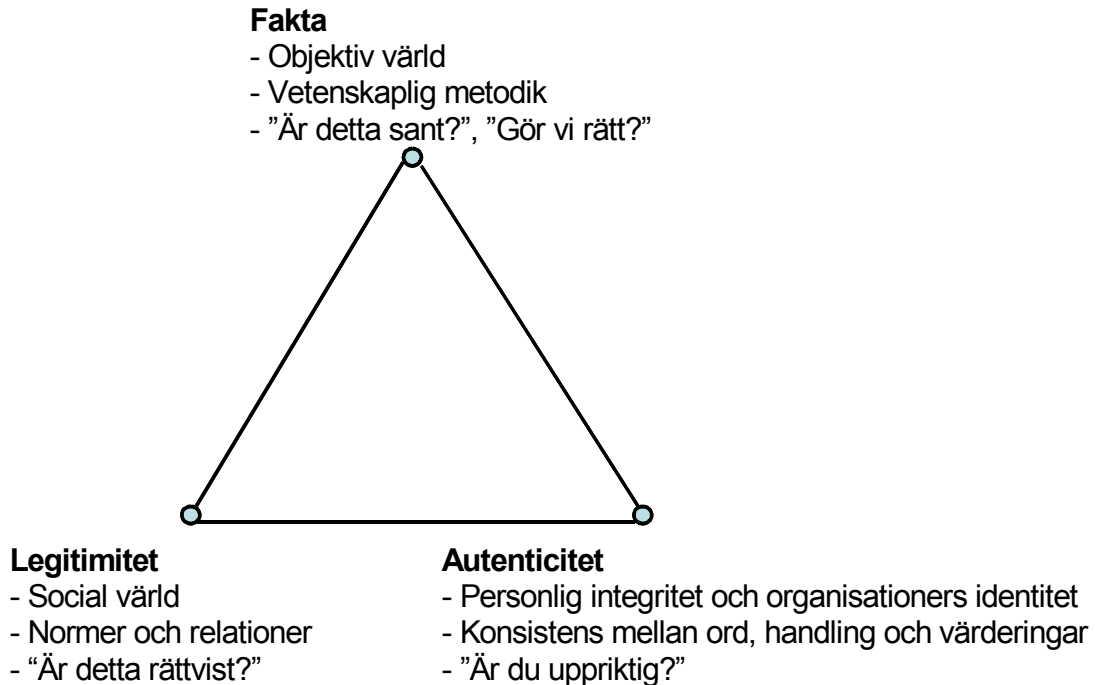 Fakta
- Objektiv värld
- Vetenskaplig metodik
- ”Är detta sant?”, ”Gör vi rätt?”
Legitimitet
- Social värld
- Normer och relationer
- “Är detta rättvist?”
Autenticitet
- Personlig integritet och organisationers identitet
- Konsistens mellan ord, handling och värderingar
- ”Är du uppriktig?”